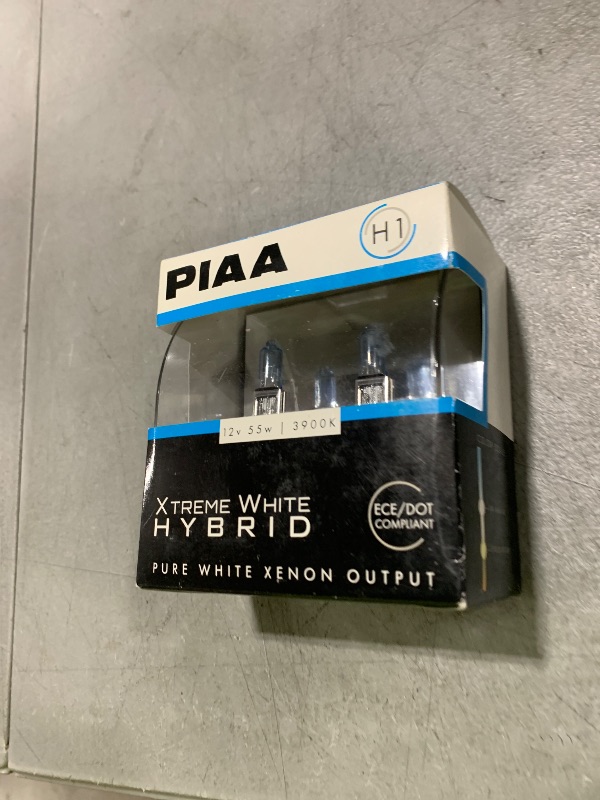 PIAA
H1
12v 55w | 3900K
XTREME WHITE
HYBRID
ECE/DOT
COMPLIANT
PURE WHITE XENON OUTPUT